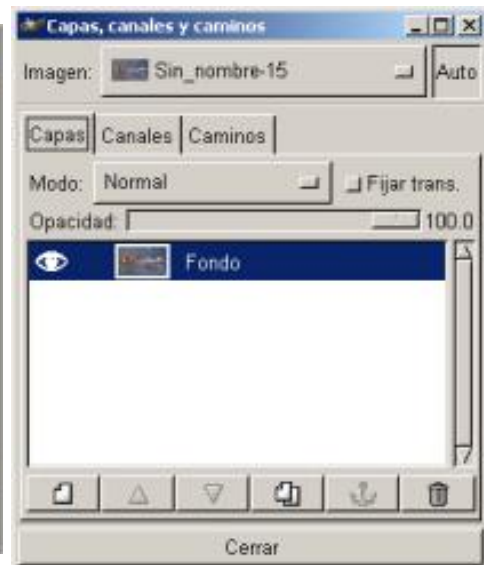 Capas, canales y caminos
Imagen: Sin_nombre-15 Auto
Capas Canales Caminos
Modo: Normal Fijar trans.
Opacidad: 100.0
Fondo
Cerrar